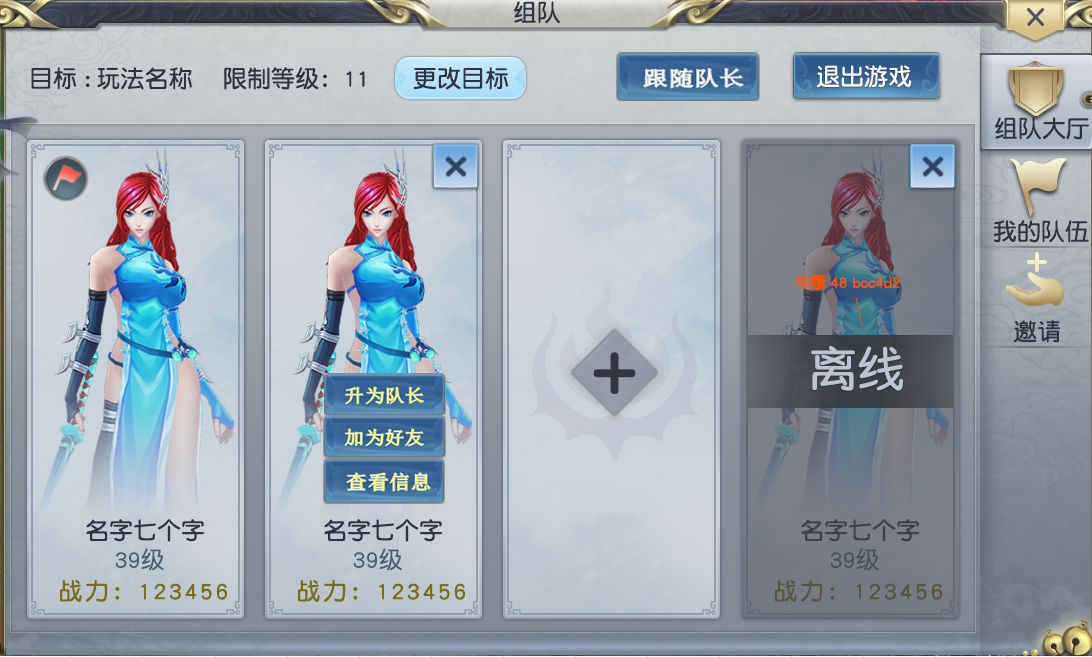 组队
目标：玩法名称 限制等级：11 更改目标 跟随队长 退出游戏
组队大厅
我的队伍
邀请
华康 48 bcc4d2
离线
升为队长
加为好友
查看信息
名字七个字 名字七个字 名字七个字
39级 39级 39级
战力：123456 战力：123456 战力：123456